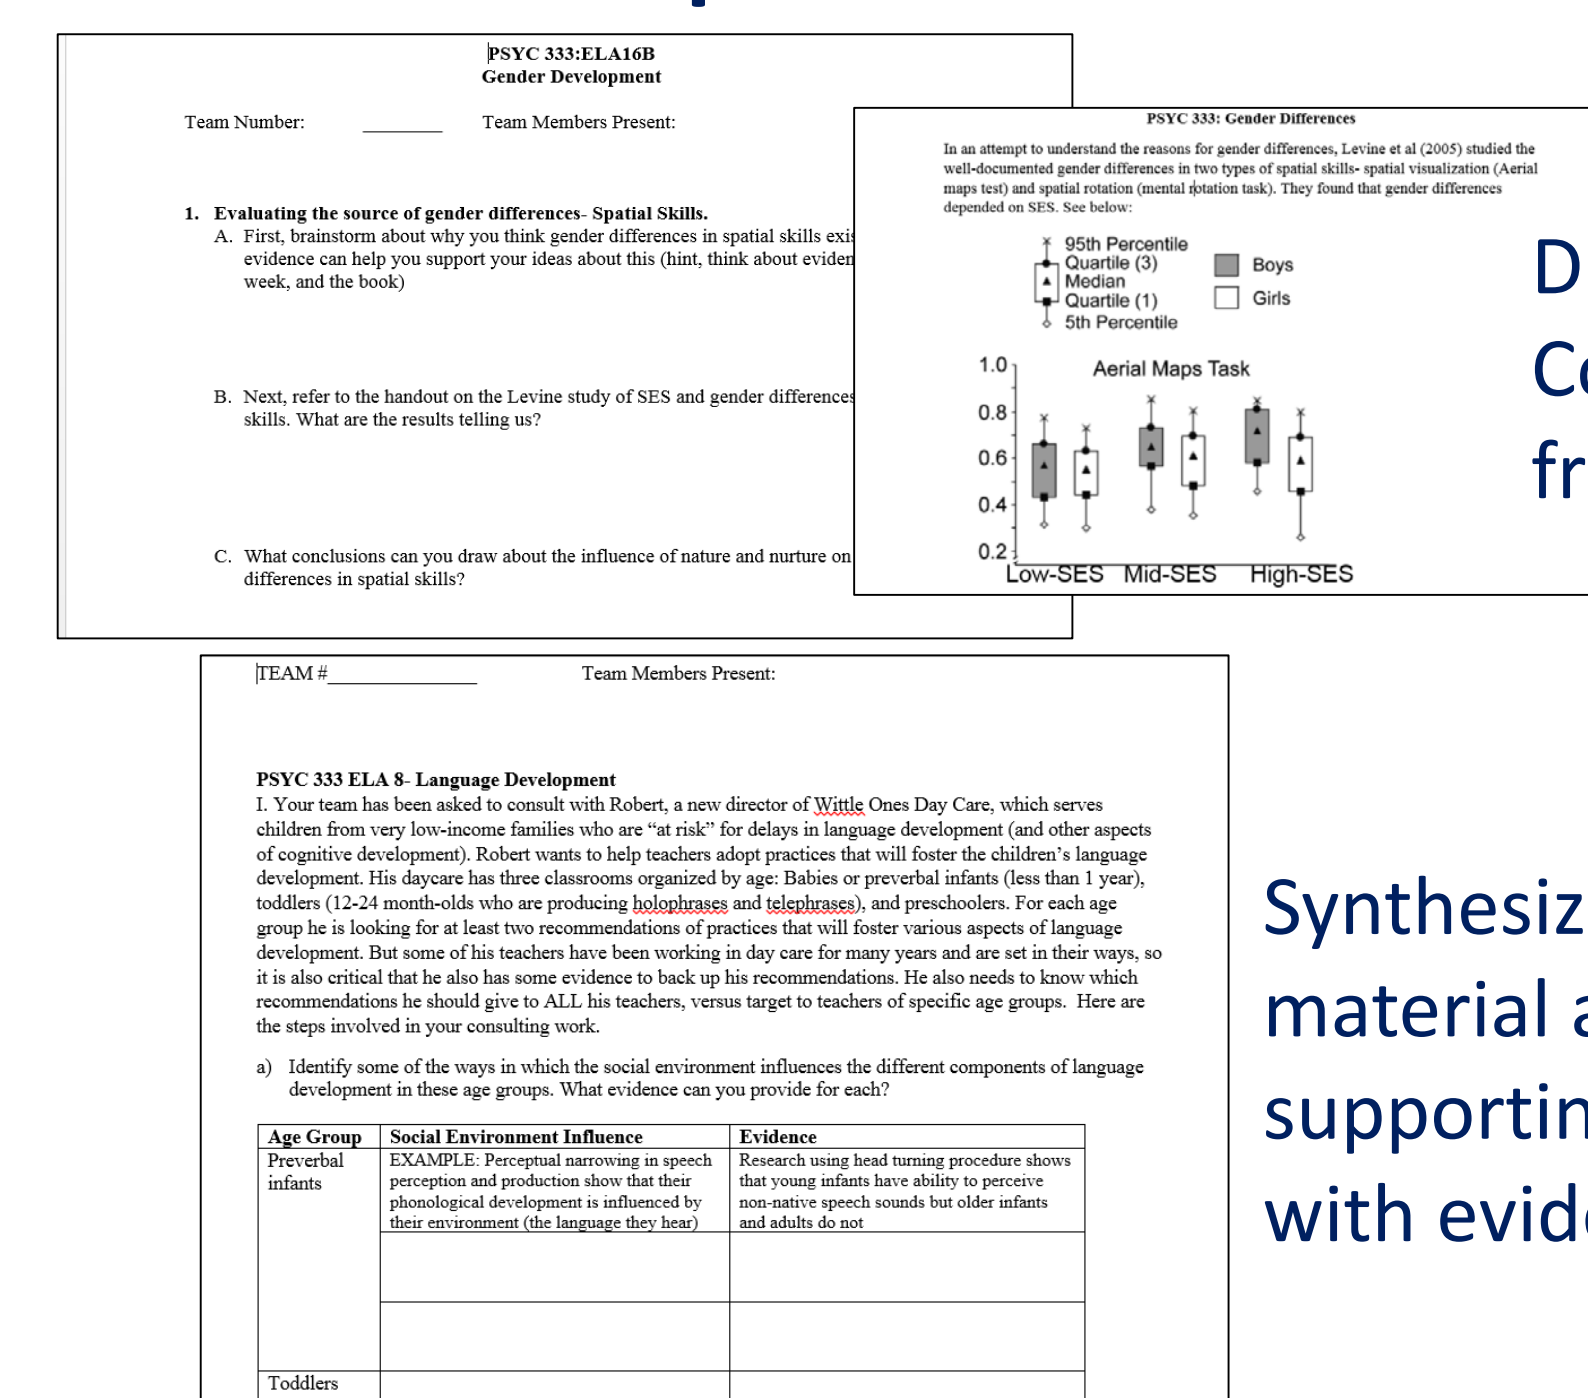 PSYC 333:ELA16B
Gender Development
Team Number: ________ Team Members Present:
1. Evaluating the source of gender differences- Spatial Skills.
A. First, brainstorm about why you think gender differences in spatial skills
evidence can help you support your ideas about this (hint, think about
week, and the book)
B. Next, refer to the handout on the Levine study of SES and gender differences
skills. What are the results telling us?
C. What conclusions can you draw about the influence of nature and nurture on
differences in spatial skills?
PSYC 333: Gender Differences
In an attempt to understand the reasons for gender differences, Levine et al (2005) studied the
well-documented gender differences in two types of spatial skills- spatial visualization (Aerial
maps test) and spatial rotation (mental rotation task). They found that gender differences
depended on SES. See below:
95th Percentile
Quartile (3)
Median
Quartile (1)
5th Percentile
Boys
Girls
Aerial Maps Task
1.0
0.8
0.6
0.4
0.2
Low-SES Mid-SES High-SES
TEAM #_______________ Team Members Present:
PSYC 333 ELA 8- Language Development
I. Your team has been asked to consult with Robert, a new director of Wittle Ones Day Care, which serves
children from very low-income families who are “at risk” for delays in language development (and other aspects
of cognitive development). Robert wants to help teachers adopt practices that will foster the children’s language
development. His daycare has three classrooms organized by age: Babies or preverbal infants (less than 1 year),
toddlers (12-24 month-olds who are producing holophrases and telephrases), and preschoolers. For each age
group he is looking for at least two recommendations of practices that will foster various aspects of language
development. But some of his teachers have been working in day care for many years and are set in their ways, so
it is also critical that he also has some evidence to back up his recommendations. He also needs to know which
recommendations he should give to ALL his teachers, versus target to teachers of specific age groups. Here are
the steps involved in your consulting work.
a) Identify some of the ways in which the social environment influences the different components of language
development in these age groups. What evidence can you provide for each?
Age Group Social Environment Influence Evidence
Preverbal EXAMPLE: Perceptual narrowing in speech Research using head turning procedure shows
infants perception and production show that their that young infants have ability to perceive
phonological development is influenced by non-native speech sounds but older infants
their environment (the language they hear) and adults do not
Toddlers
material
with